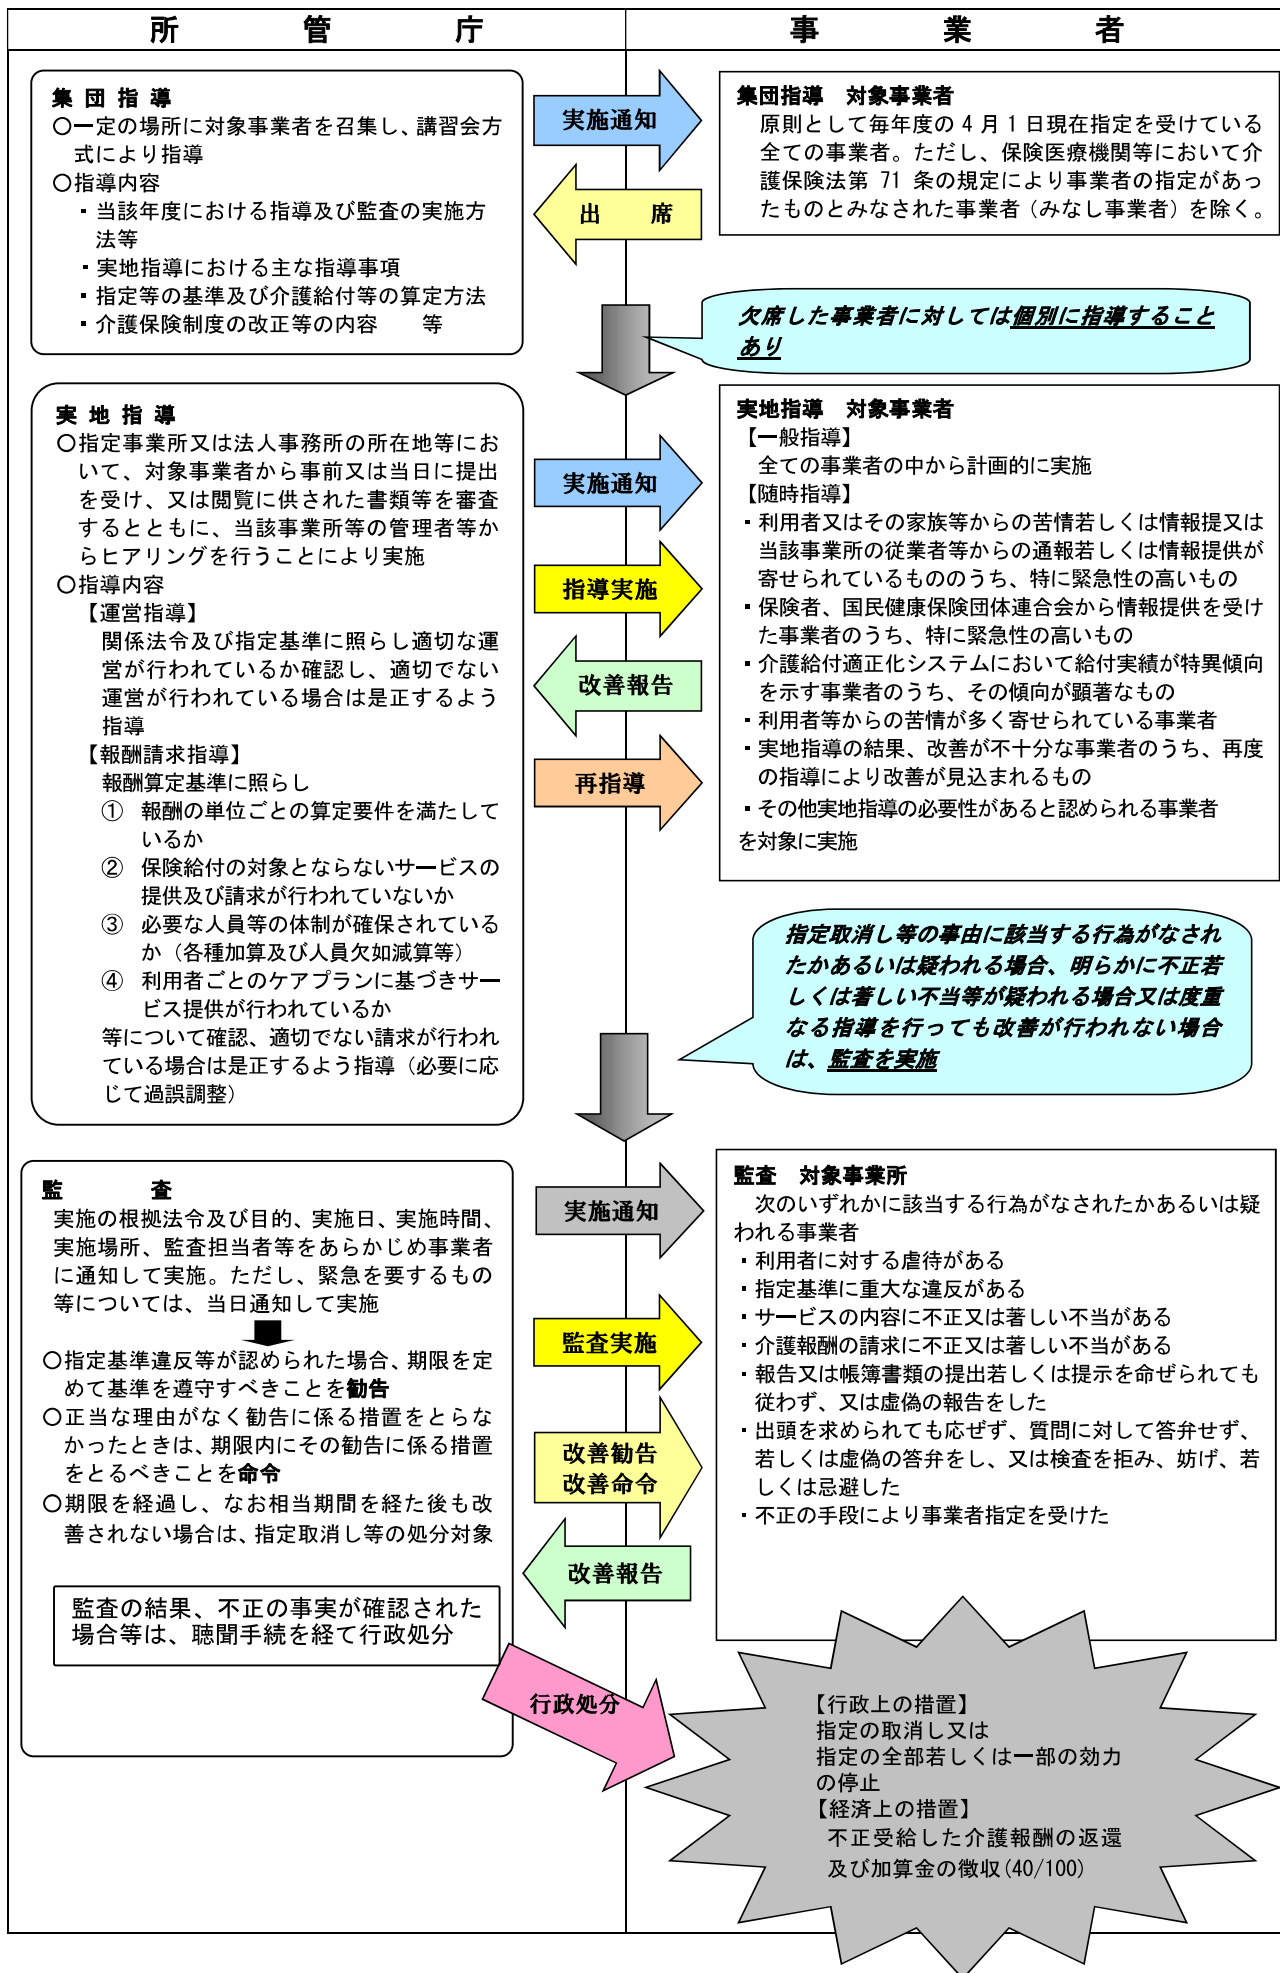 所管庁
事業者
集団指導
○一定の場所に対象事業者を召集し、講習会方
式により指導
○指導内容
・当該年度における指導及び監査の実施方
法等
・実地指導における主な指導事項
・指定等の基準及び介護給付等の算定方法
・介護保険制度の改正等の内容　等
実施通知
出　席
集団指導　対象事業者
原則として毎年度の4月1日現在指定を受けている
全ての事業者。ただし、保険医療機関等において介
護保険法第 71 条の規定により事業者の指定があっ
たものとみなされた事業者（みなし事業者）を除く。
欠席した事業者に対しては個別に指導すること
あり
実地指導
○指定事業所又は法人事務所の所在地等にお
いて、対象事業者から事前又は当日に提出
を受け、又は閲覧に供された書類等を審査
するとともに、当該事業所等の管理者等か
らヒアリングを行うことにより実施
○指導内容
【運営指導】
関係法令及び指定基準に照らし適切な運
営が行われているか確認し、適切でない
運営が行われている場合は是正するよう
指導
【報酬請求指導】
報酬算定基準に照らし
①　報酬の単位ごとの算定要件を満たして
いるか
②　保険給付の対象とならないサービスの
提供及び請求が行われていないか
③　必要な人員等の体制が確保されている
か（各種加算及び人員欠如減算等）
④　利用者ごとのケアプランに基づきサー
ビス提供が行われているか
等について確認、適切でない請求が行われ
ている場合は是正するよう指導（必要に応
じて過誤調整）
実施通知
指導実施
改善報告
再指導
実地指導　対象事業者
【一般指導】
全ての事業者の中から計画的に実施
【随時指導】
・利用者又はその家族等からの苦情若しくは情報提又は
当該事業所の従業者等からの通報若しくは情報提供が
寄せられているもののうち、特に緊急性の高いもの
・保険者、国民健康保険団体連合会から情報提供を受け
た事業者のうち、特に緊急性の高いもの
・介護給付適正化システムにおいて給付実績が特異傾向
を示す事業者のうち、その傾向が顕著なもの
・利用者等からの苦情が多く寄せられている事業者
・実地指導の結果、改善が不十分な事業者のうち、再度
の指導により改善が見込まれるもの
・その他実地指導の必要性があると認められる事業者
を対象に実施
指定取消し等の事由に該当する行為がなされ
たかあるいは疑われる場合、明らかに不正若
しくは著しい不当等が疑われる場合又は度重
なる指導を行っても改善が行われない場合
は、監査を実施
監　査
実施の根拠法令及び目的、実施日、実施時間、
実施場所、監査担当者等をあらかじめ事業者
に通知して実施。ただし、緊急を要するもの
等については、当日通知して実施
○指定基準違反等が認められた場合、期限を定
めて基準を遵守すべきことを勧告
○正当な理由がなく勧告に係る措置をとらな
かったときは、期限内にその勧告に係る措置
をとるべきことを命令
○期限を経過し、なお相当期間を経た後も改
善されない場合は、指定取消し等の処分対象
監査の結果、不正の事実が確認された
場合等は、聴聞手続を経て行政処分
実施通知
監査実施
改善勧告
改善命令
改善報告
行政処分
監査　対象事業所
次のいずれかに該当する行為がなされたかあるいは疑
われる事業者
・利用者に対する虐待がある
・指定基準に重大な違反がある
・サービスの内容に不正又は著しい不当がある
・介護報酬の請求に不正又は著しい不当がある
・報告又は帳簿書類の提出若しくは提示を命ぜられても
従わず、又は虚偽の報告をした
・出頭を求められても応ぜず、質問に対して答弁せず、
若しくは虚偽の答弁をし、又は検査を拒み、妨げ、若
しくは忌避した
・不正の手段により事業者指定を受けた
【行政上の措置】
指定の取消し又は
指定の全部若しくは一部の効力
の停止
【経済上の措置】
不正受給した介護報酬の返還
及び加算金の徴収(40/100)